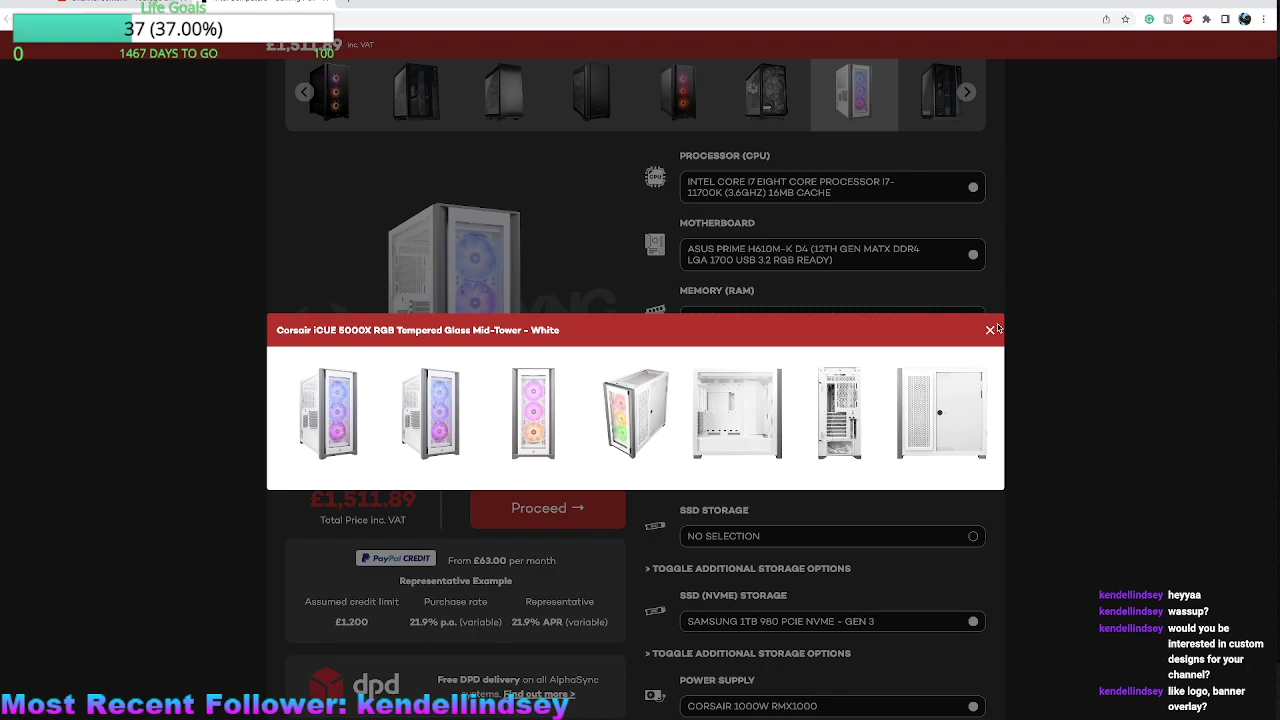 Life Goals
37 (37.00%)
0
1467 DAYS TO GO
100
£1,511.89 inc. VAT
PROCESSOR (CPU)
INTEL CORE I7 EIGHT CORE PROCESSOR I7-
11700K (3.6GHZ) 16MB CACHE
MOTHERBOARD
ASUS PRIME H610M-K D4 (12TH GEN MATX DDR4
LGA 1700 USB 3.2 RGB READY)
MEMORY (RAM)
Corsair iCUE 5000X RGB Tempered Glass Mid-Tower - White
£1,511.89
Total Price inc. VAT
Proceed →
PayPal CREDIT
From £63.00 per month
Representative Example
Assumed credit limit
Purchase rate
Representative
£1,200
21.9% p.a. (variable)
21.9% APR (variable)
dpd
Free DPD delivery on all AlphaSync
systems. Find out more >
SSD STORAGE
NO SELECTION
> TOGGLE ADDITIONAL STORAGE OPTIONS
SSD (NVME) STORAGE
SAMSUNG 1TB 980 PCIE NVME - GEN 3
> TOGGLE ADDITIONAL STORAGE OPTIONS
POWER SUPPLY
CORSAIR 1000W RMX1000
kendellindsey heyyaa
kendellindsey wassup?
kendellindsey would you be
interested in custom
designs for your
channel?
kendellindsey like logo, banner
overlay?
Most Recent Follower: kendellindsey